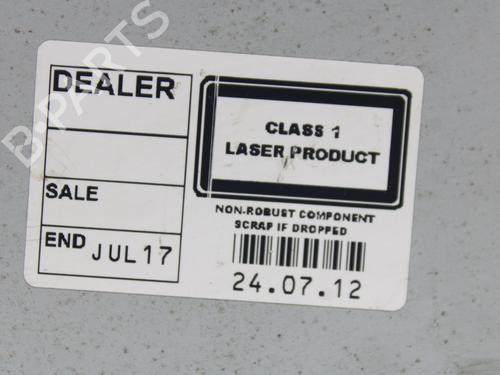 B-PARTS
DEALER
SALE
END JUL17
CLASS 1
LASER PRODUCT
NON-ROBUST COMPONENT
SCRAP IF DROPPED
24.07.12